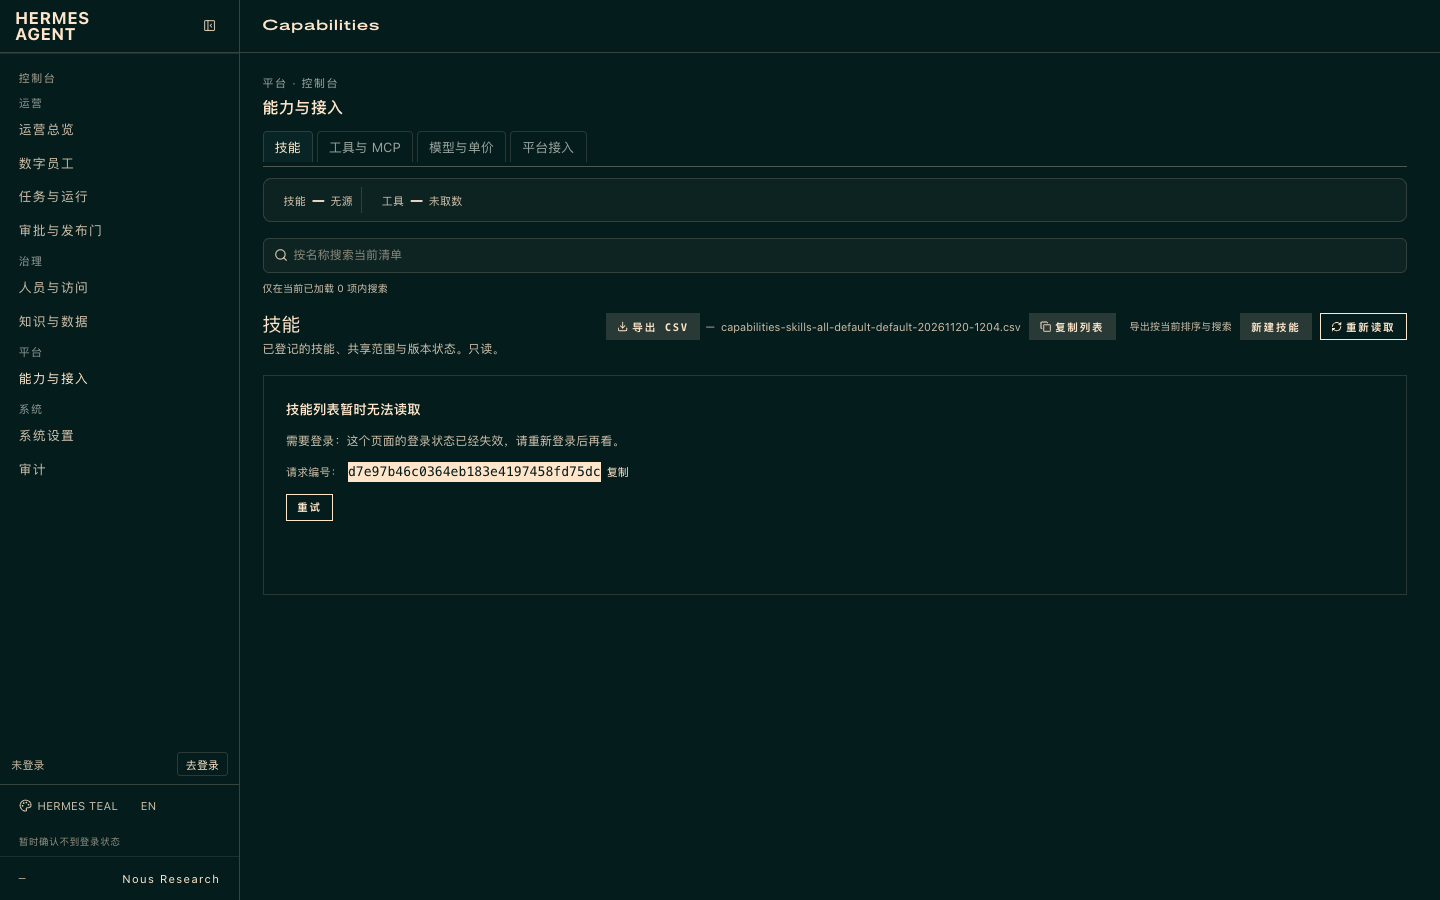 HERMES
AGENT
Capabilities
控制台
运营
运营总览
数字员工
任务与运行
审批与发布门
治理
人员与访问
知识与数据
平台
能力与接入
系统
系统设置
审计
未登录 去登录
HERMES TEAL EN
暂时确认不到登录状态
— Nous Research
平台 · 控制台
能力与接入
技能 工具与 MCP 模型与单价 平台接入
技能 — 无源 工具 — 未取数
按名称搜索当前清单
仅在当前已加载 0 项内搜索
技能
已登记的技能、共享范围与版本状态。只读。
导出 CSV — capabilities-skills-all-default-default-20261120-1204.csv 复制列表 导出按当前排序与搜索 新建技能 重新读取
技能列表暂时无法读取
需要登录：这个页面的登录状态已经失效，请重新登录后再看。
请求编号： d7e97b46c0364eb183e4197458fd75dc 复制
重试